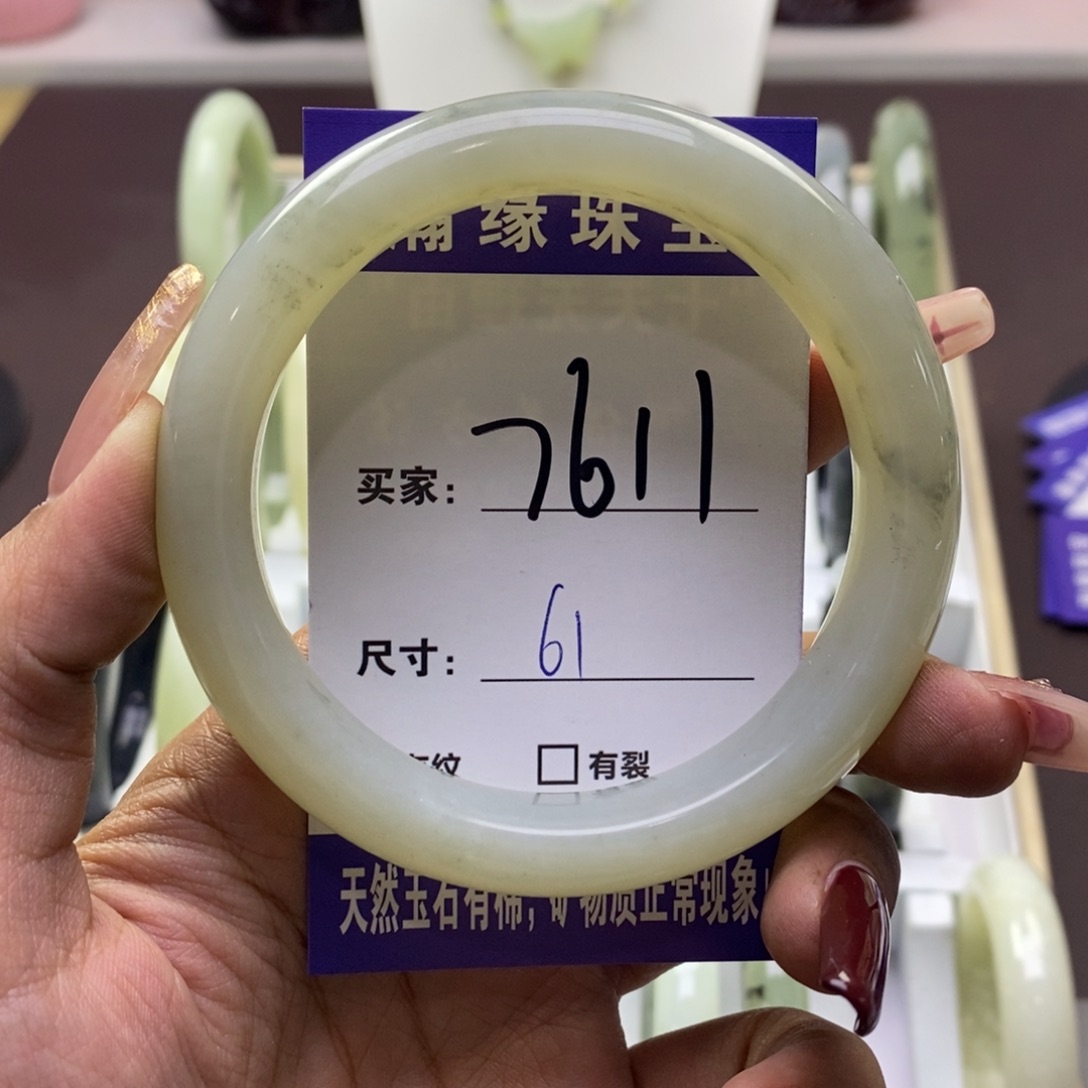 缘珠
买家: 7611
尺寸: 61
纹 有裂
天然玉石有棉,矿物质正常现象!